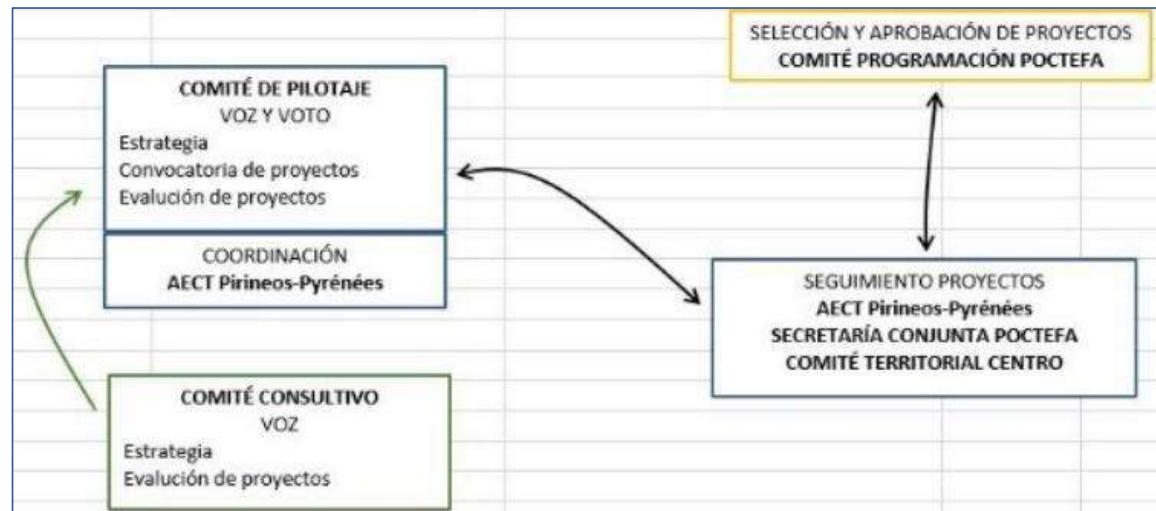 SELECCIÓN Y APROBACIÓN DE PROYECTOS
COMITÉ PROGRAMACIÓN POCTEFA
COMITÉ DE PILOTAJE
VOZ Y VOTO
Estrategia
Convocatoria de proyectos
Evalución de proyectos
COORDINACIÓN
AECT Pirineos-Pyrénées
SEGUIMIENTO PROYECTOS
AECT Pirineos-Pyrénées
SECRETARÍA CONJUNTA POCTEFA
COMITÉ TERRITORIAL CENTRO
COMITÉ CONSULTIVO
VOZ
Estrategia
Evalución de proyectos